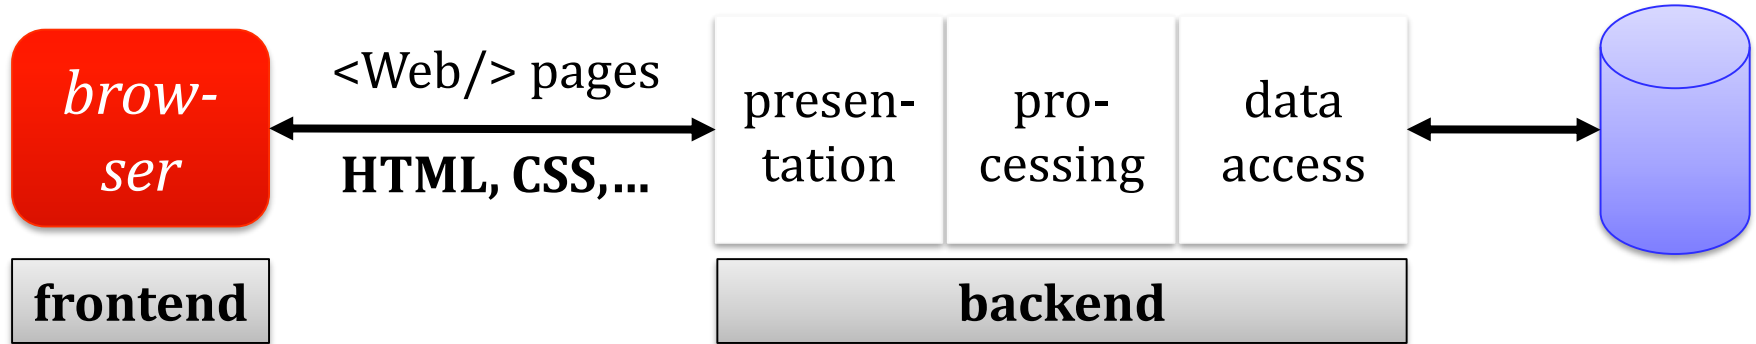 brow-
ser
<Web/> pages
HTML, CSS,...
presen-
tation
pro-
cessing
data
access
frontend
backend